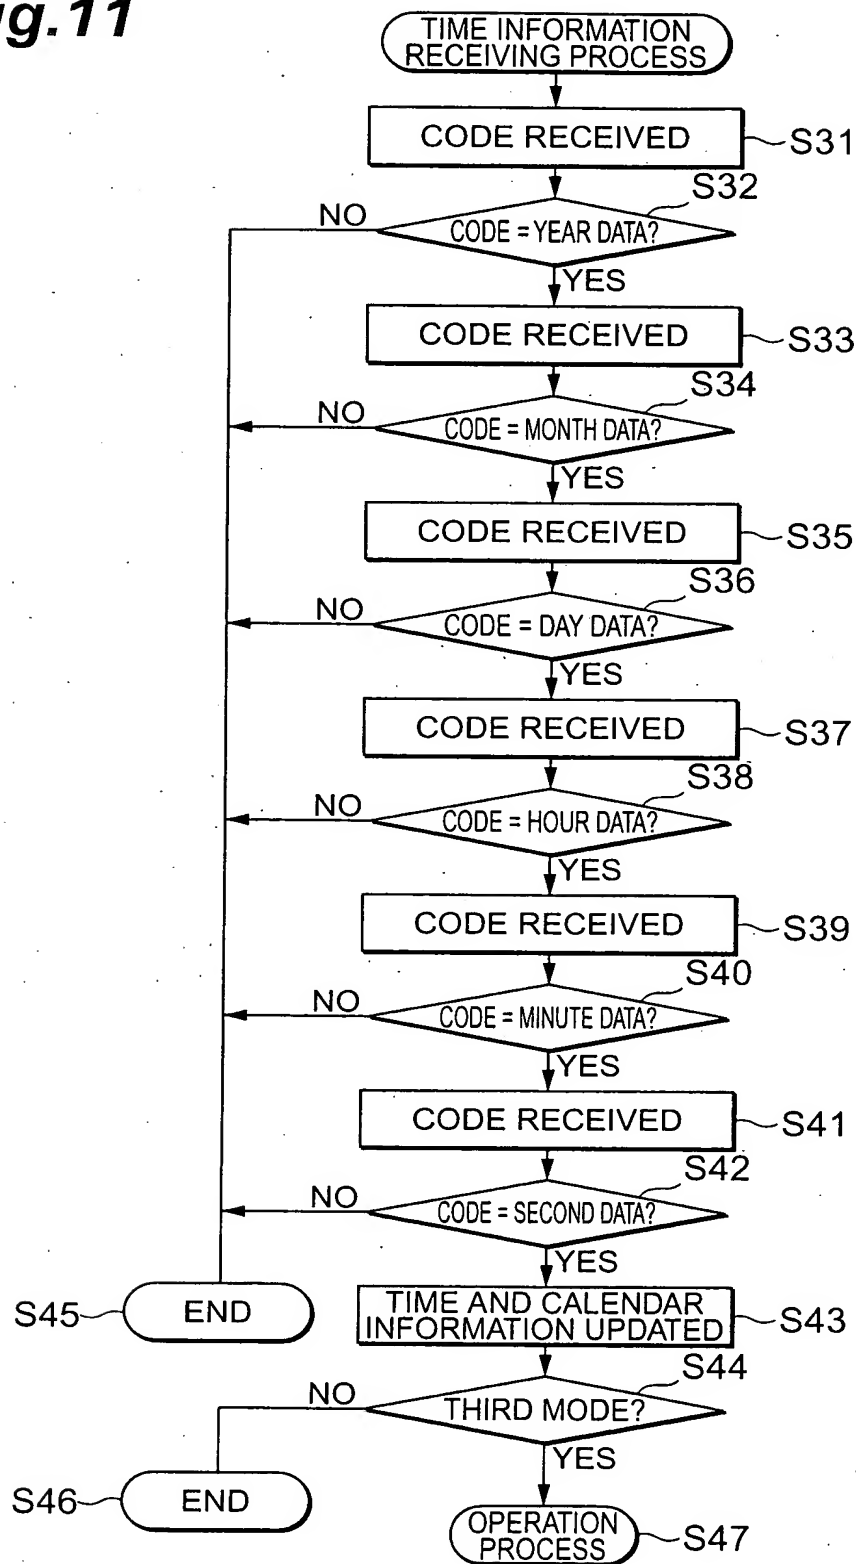 TIME INFORMATION
RECEIVING PROCESS
CODE RECEIVED
S31
S32
NO
CODE = YEAR DATA?
YES
CODE RECEIVED
S33
S34
NO
CODE = MONTH DATA?
YES
CODE RECEIVED
S35
S36
NO
CODE = DAY DATA?
YES
CODE RECEIVED
S37
S38
NO
CODE = HOUR DATA?
YES
CODE RECEIVED
S39
S40
NO
CODE = MINUTE DATA?
YES
CODE RECEIVED
S41
S42
NO
CODE = SECOND DATA?
YES
S45
END
TIME AND CALENDAR
INFORMATION UPDATED
S43
S44
NO
THIRD MODE?
YES
S46
END
OPERATION
PROCESS
S47